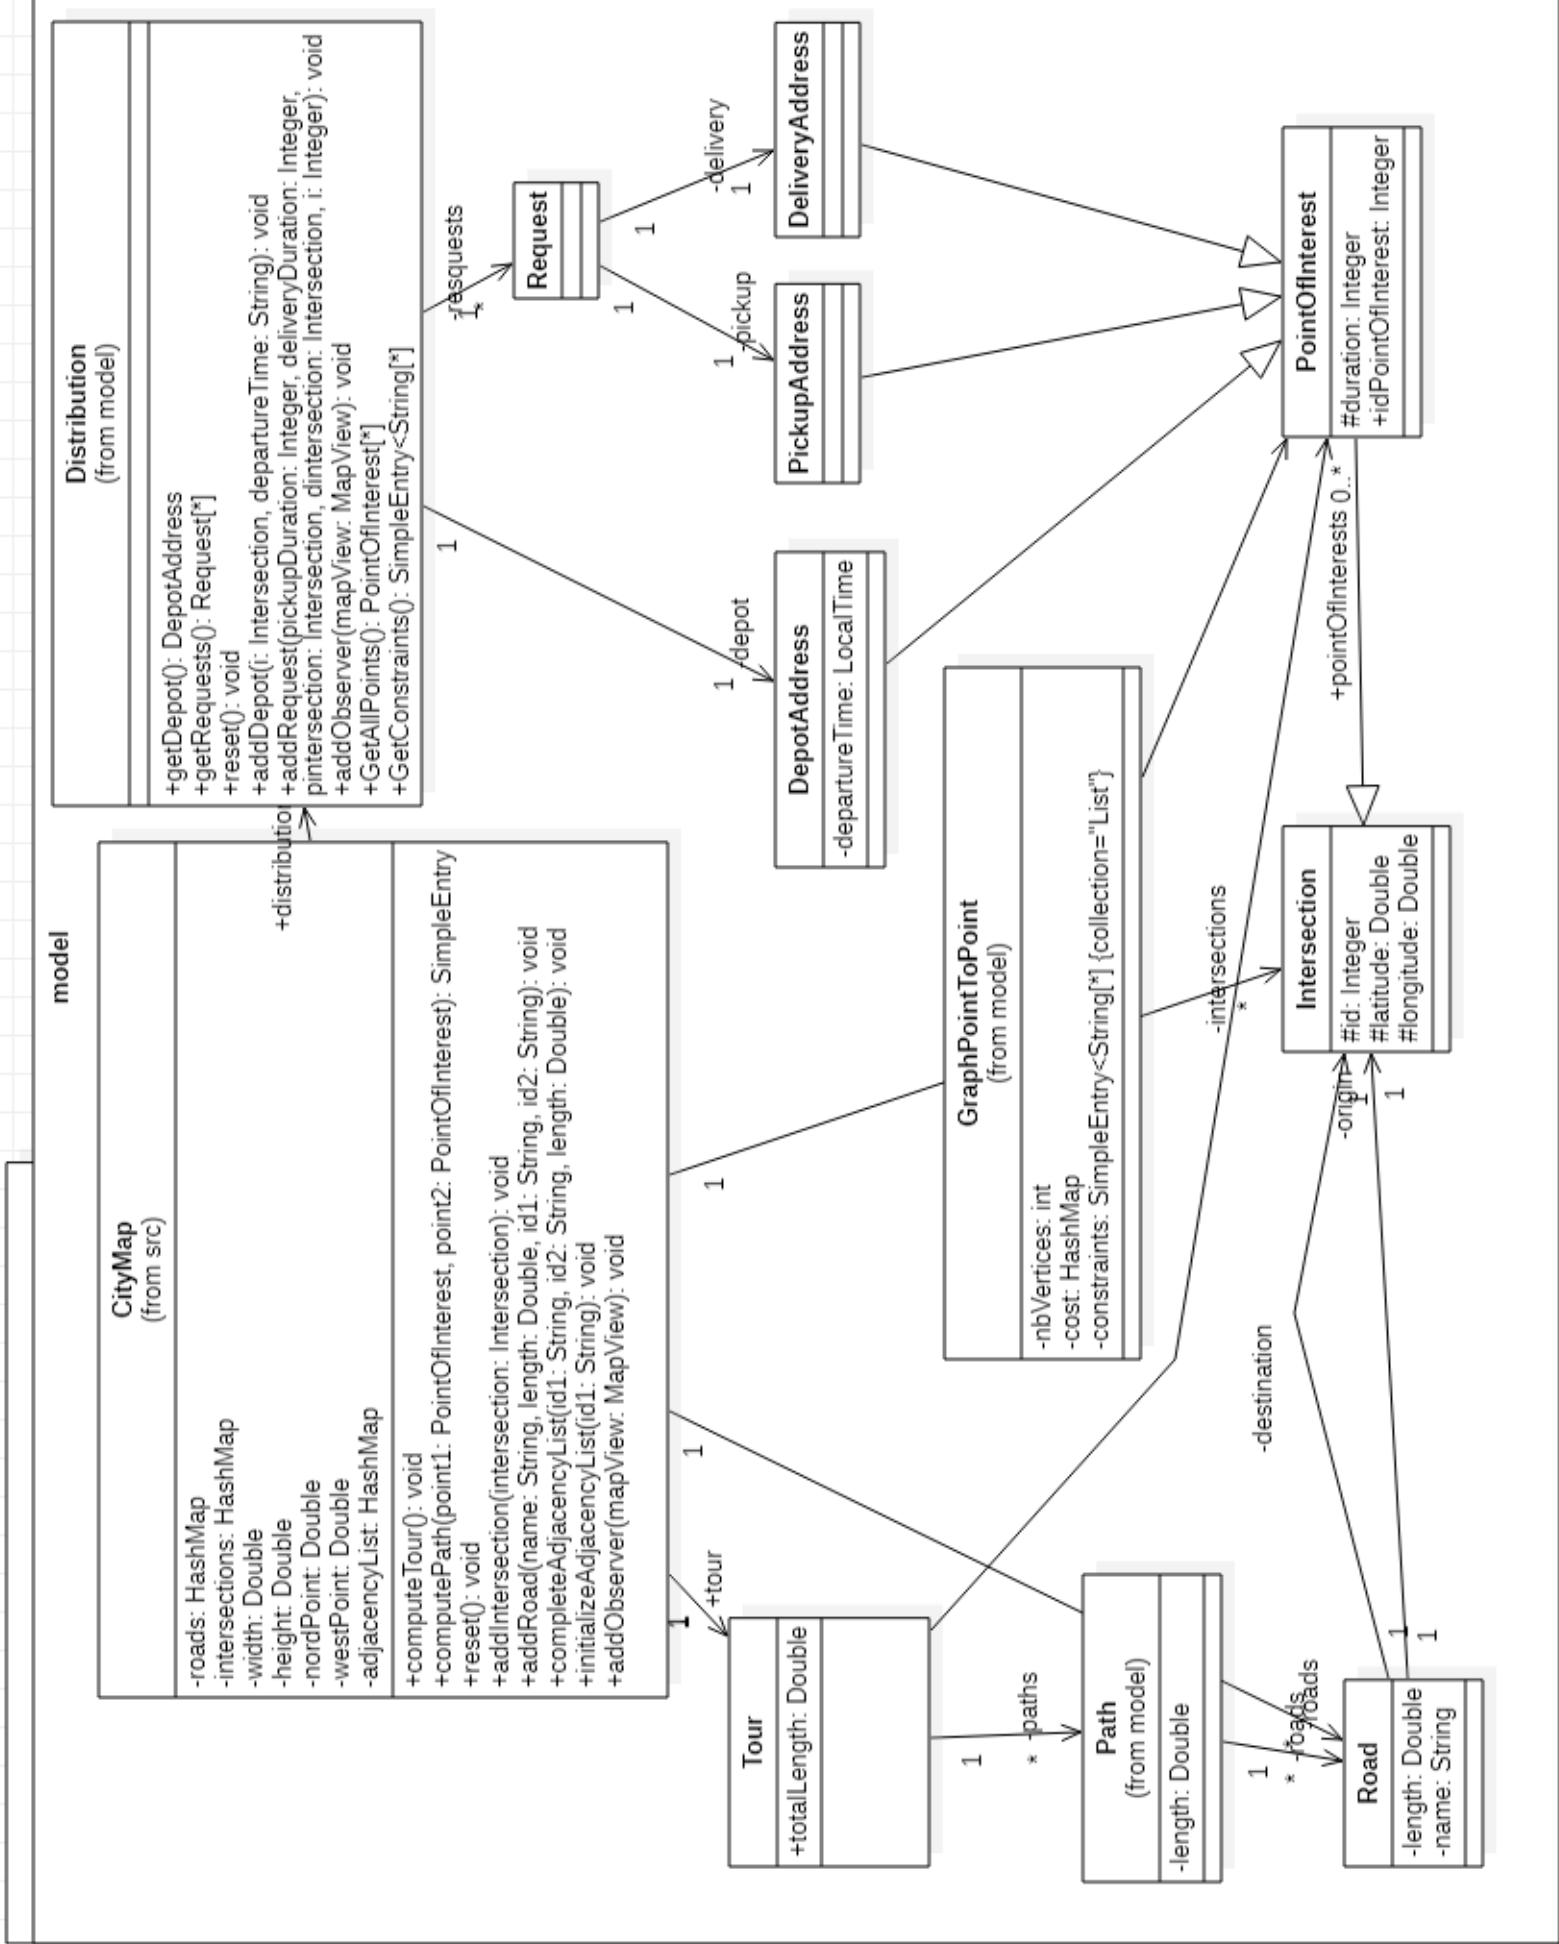 model
CityMap
(from src)
-roads: HashMap
-intersections: HashMap
-width: Double
-height: Double
-nordPoint: Double
-westPoint: Double
-adjacencyList: HashMap
+computeTour(): void
+computePath(point1: PointOfInterest, point2: PointOfInterest): SimpleEntry
+reset(): void
+addIntersection(intersection: Intersection): void
+addRoad(name: String, length: Double, id1: String, id2: String): void
+completeAdjacencyList(id1: String, id2: String, length: Double): void
+initializeAdjacencyList(id1: String): void
+addObserver(mapView: MapView): void
+distribution
Distribution
(from model)
+getDepot(): DepotAddress
+getRequests(): Request[*]
+reset(): void
+addDepot(i: Intersection, departureTime: String): void
+addRequest(pickupDuration: Integer, deliveryDuration: Integer,
pintersection: Intersection, dintersection: Intersection, i: Integer): void
+addObserver(mapView: MapView): void
+GetAllPoints(): PointOfInterest[*]
+GetConstraints(): SimpleEntry<String[*]
1
+tour
1
1
1
-resquests
1
*
Request
1
1
1
-depot
1
-pickup
1
-delivery
Tour
+totalLength: Double
DepotAddress
-departureTime: LocalTime
PickupAddress
DeliveryAddress
1
*
-paths
GraphPointToPoint
(from model)
-nbVertices: int
-cost: HashMap
-constraints: SimpleEntry<String[*] {collection="List"}
Path
(from model)
-length: Double
-intersections
*
1
*
-roads
-roads
-destination
Road
-length: Double
-name: String
1
1
-origin
1
1
Intersection
#id: Integer
#latitude: Double
#longitude: Double
+pointOfInterests 0..*
PointOfInterest
#duration: Integer
+idPointOfInterest: Integer